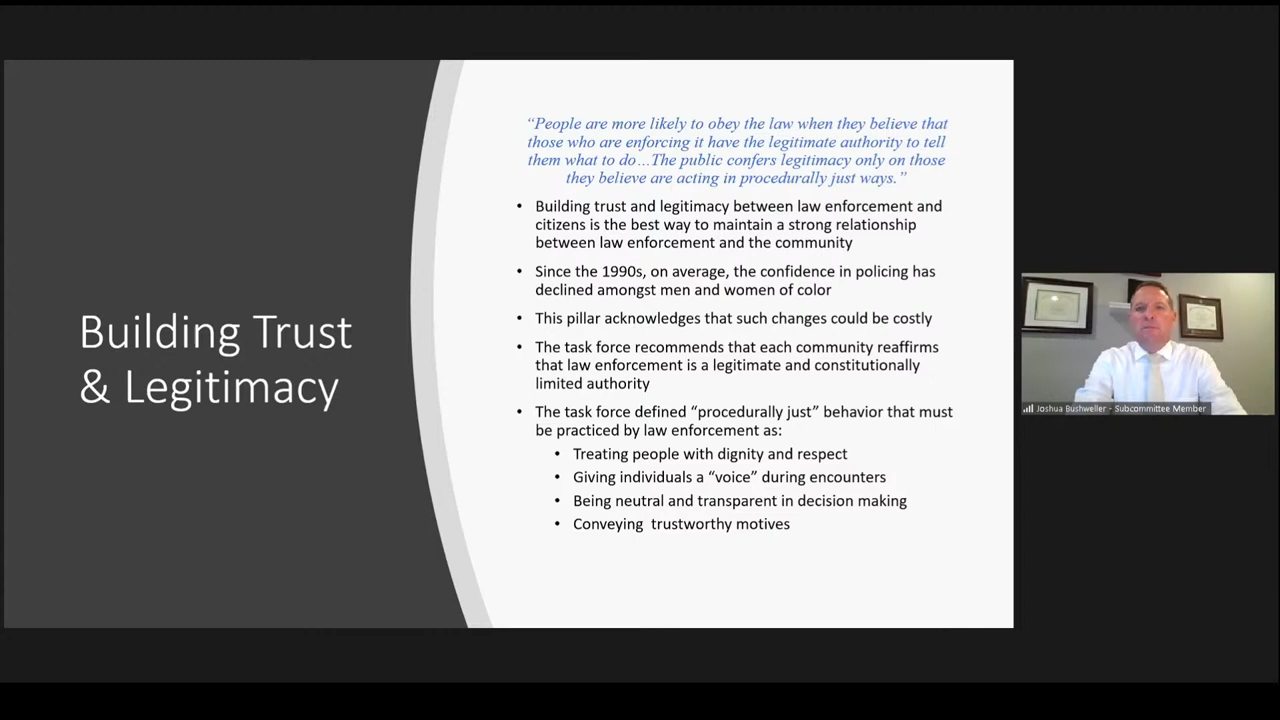 “People are more likely to obey the law when they believe that
those who are enforcing it have the legitimate authority to tell
them what to do…The public confers legitimacy only on those
they believe are acting in procedurally just ways.”
• Building trust and legitimacy between law enforcement and
citizens is the best way to maintain a strong relationship
between law enforcement and the community
• Since the 1990s, on average, the confidence in policing has
declined amongst men and women of color
• This pillar acknowledges that such changes could be costly
• The task force recommends that each community reaffirms
that law enforcement is a legitimate and constitutionally
limited authority
• The task force defined “procedurally just” behavior that must
be practiced by law enforcement as:
• Treating people with dignity and respect
• Giving individuals a “voice” during encounters
• Being neutral and transparent in decision making
• Conveying  trustworthy motives
Building Trust
& Legitimacy
Joshua Bushweller - Subcommittee Member